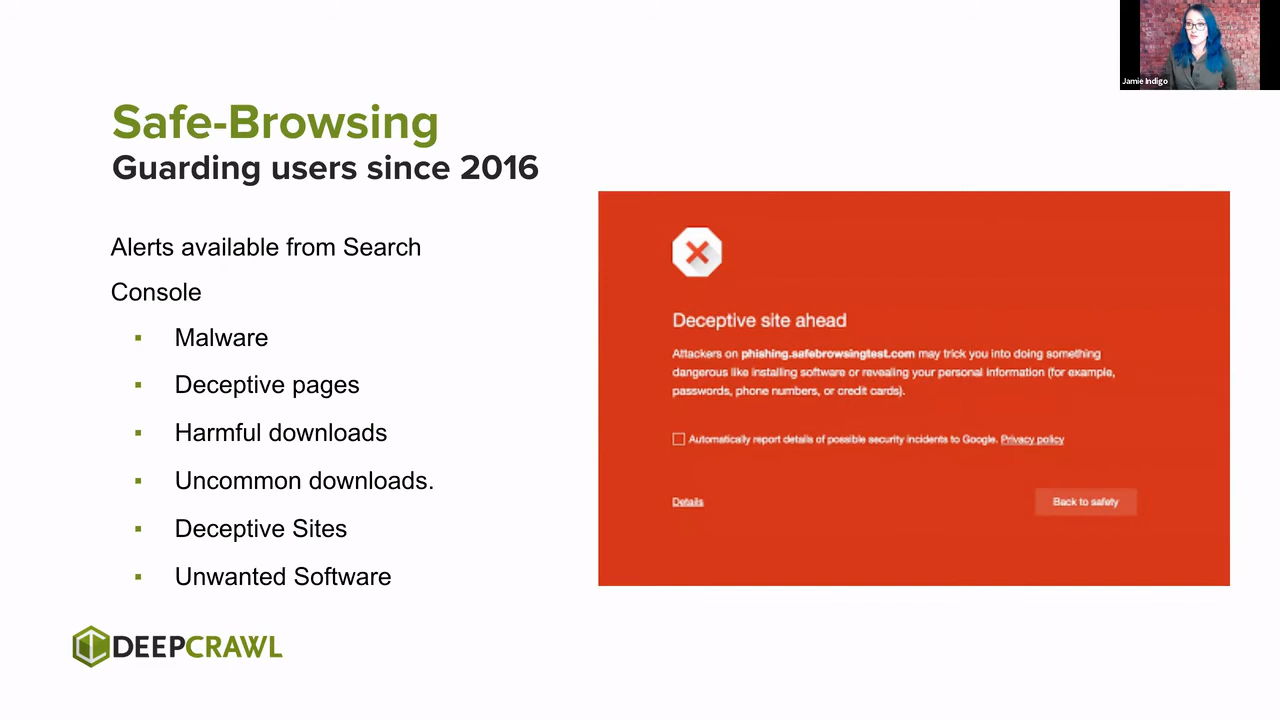 Jamie Indigo
Safe-Browsing
Guarding users since 2016
Alerts available from Search
Console
▪ Malware
▪ Deceptive pages
▪ Harmful downloads
▪ Uncommon downloads.
▪ Deceptive Sites
▪ Unwanted Software
Deceptive site ahead
Attackers on phishing.safebrowsingtest.com may trick you into doing something
dangerous like installing software or revealing your personal information (for example,
passwords, phone numbers, or credit cards).
Automatically report details of possible security incidents to Google. Privacy policy
Details
Back to safety
DEEPCRAWL